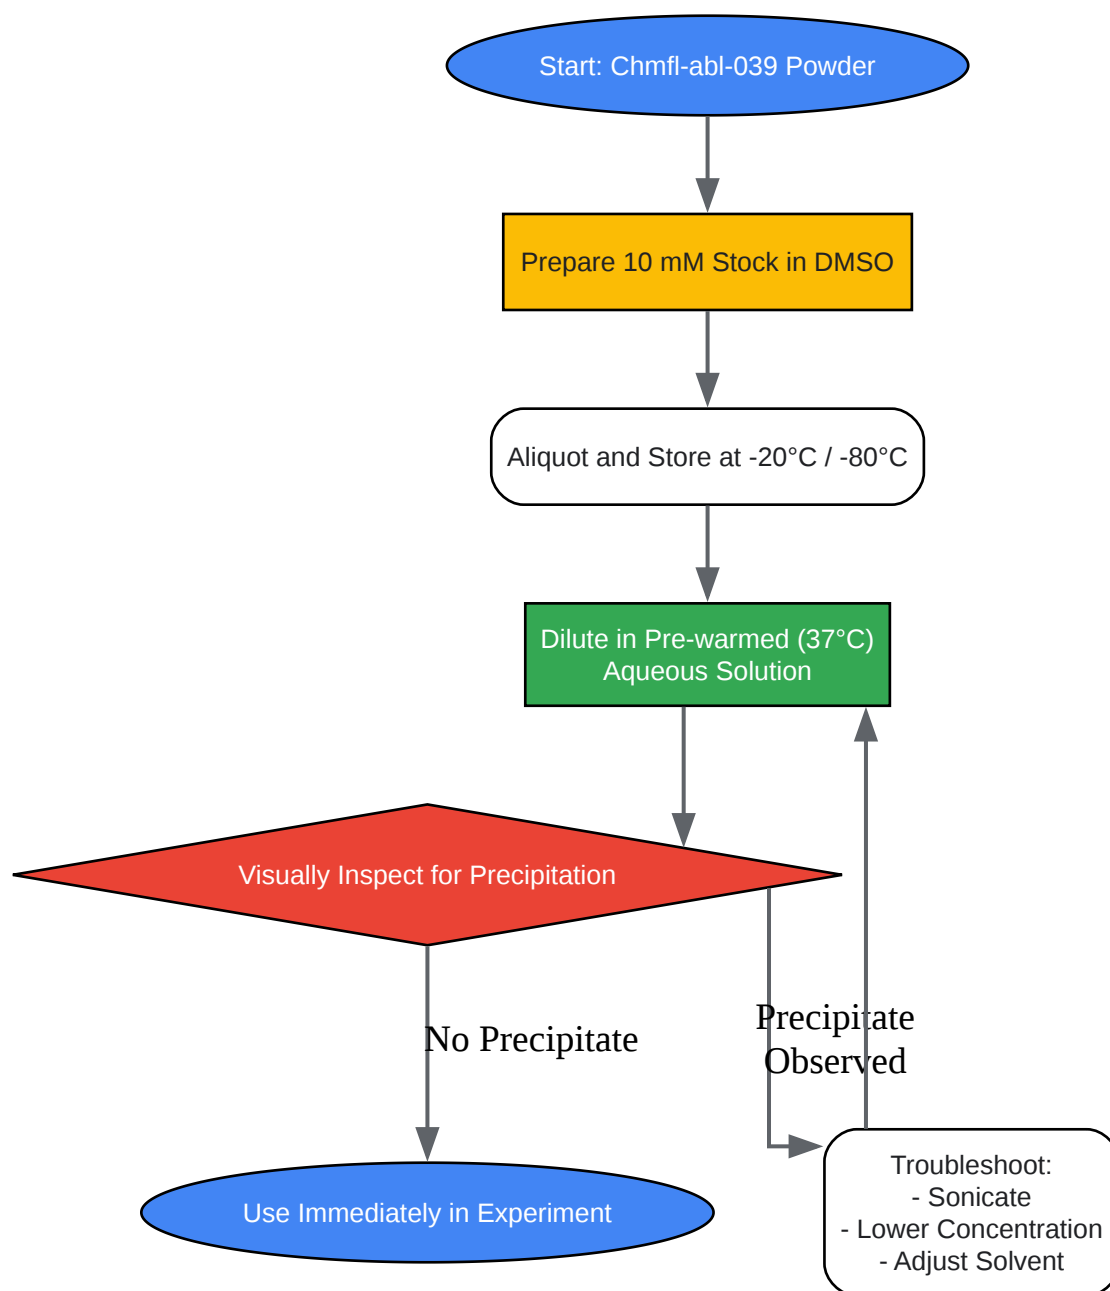 Start: Chmfl-abl-039 Powder
Prepare 10 mM Stock in DMSO
Aliquot and Store at -20°C / -80°C
Dilute in Pre-warmed (37°C)
Aqueous Solution
Visually Inspect for Precipitation
No Precipitate
Precipitate
Observed
Use Immediately in Experiment
Troubleshoot:
- Sonicate
- Lower Concentration
- Adjust Solvent